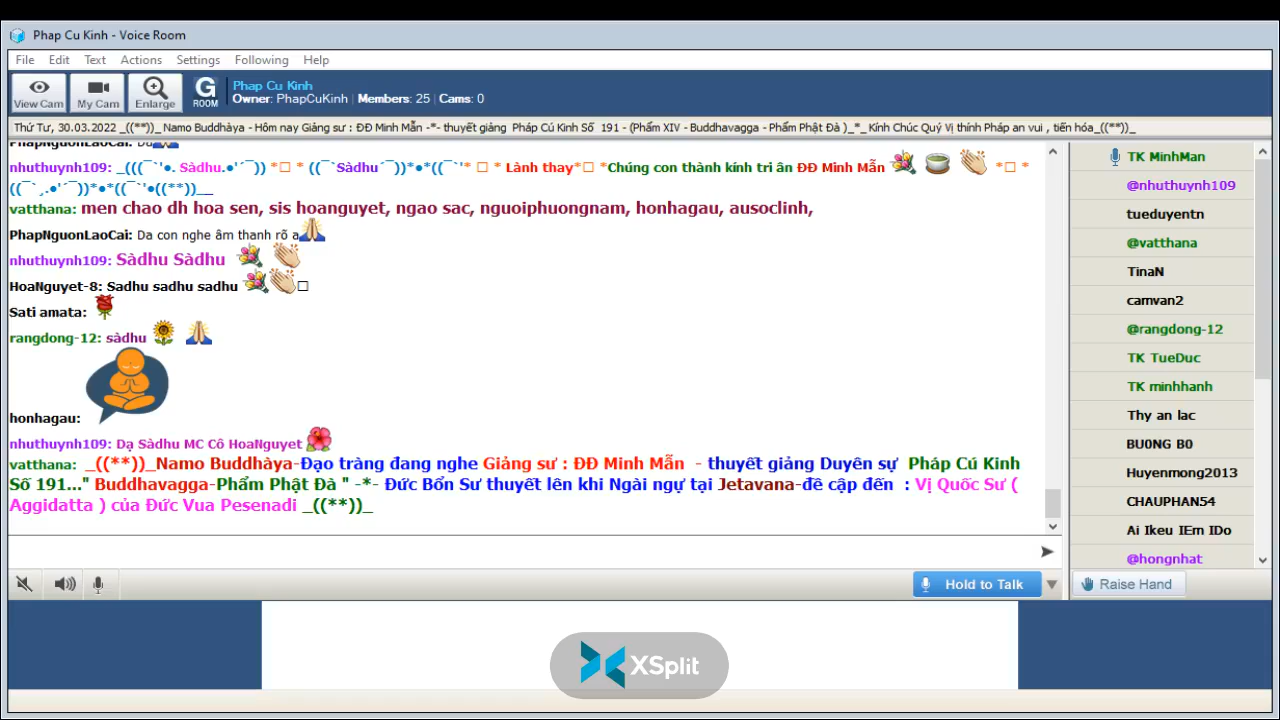 Phap Cu Kinh - Voice Room
File Edit Text Actions Settings Following Help
View Cam My Cam Enlarge G ROOM
Phap Cu Kinh
Owner: PhapCuKinh | Members: 25 | Cams: 0
Thứ Tư, 30.03.2022 _((**))_ Namo Buddhàya - Hôm nay Giảng sư : ĐĐ Minh Mẫn -*- thuyết giảng Pháp Cú Kinh Số 191 - (Phẩm XIV - Buddhavagga - Phẩm Phật Đà )_*_ Kính Chúc Quý Vị thính Pháp an vui , tiến hóa_((**))_
PhapNguonLaoCai: Da
nhuthuynh109: _(((¯`'•. Sàdhu.•'´¯)) *□ * ((¯`Sàdhu´¯))*•*((¯`'* □ * Lành thay*□ *Chúng con thành kính tri ân ĐĐ Minh Mẫn *□ *
((¯`¸.•'´¯))*•*((¯`'•((**))__
vatthana: men chao dh hoa sen, sis hoanguyet, ngao sac, nguoiphuongnam, honhagau, ausoclinh,
PhapNguonLaoCai: Da con nghe âm thanh rõ a
nhuthuynh109: Sàdhu Sàdhu
HoaNguyet-8: Sadhu sadhu sadhu □
Sati amata:
rangdong-12: sàdhu
honhagau:
nhuthuynh109: Dạ Sàdhu MC Cô HoaNguyet
vatthana: _((**))_Namo Buddhàya-Đạo tràng đang nghe Giảng sư : ĐĐ Minh Mẫn - thuyết giảng Duyên sự Pháp Cú Kinh
Số 191..." Buddhavagga-Phẩm Phật Đà " -*- Đức Bổn Sư thuyết lên khi Ngài ngự tại Jetavana-đề cập đến : Vị Quốc Sư (
Aggidatta ) của Đức Vua Pesenadi _((**))_
Hold to Talk
TK MinhMan
@nhuthuynh109
tueduyentn
@vatthana
TinaN
camvan2
@rangdong-12
TK TueDuc
TK minhhanh
Thy an lac
BU0NG B0
Huyenmong2013
CHAUPHAN54
Ai Ikeu IEm IDo
@hongnhat
Raise Hand
XSplit